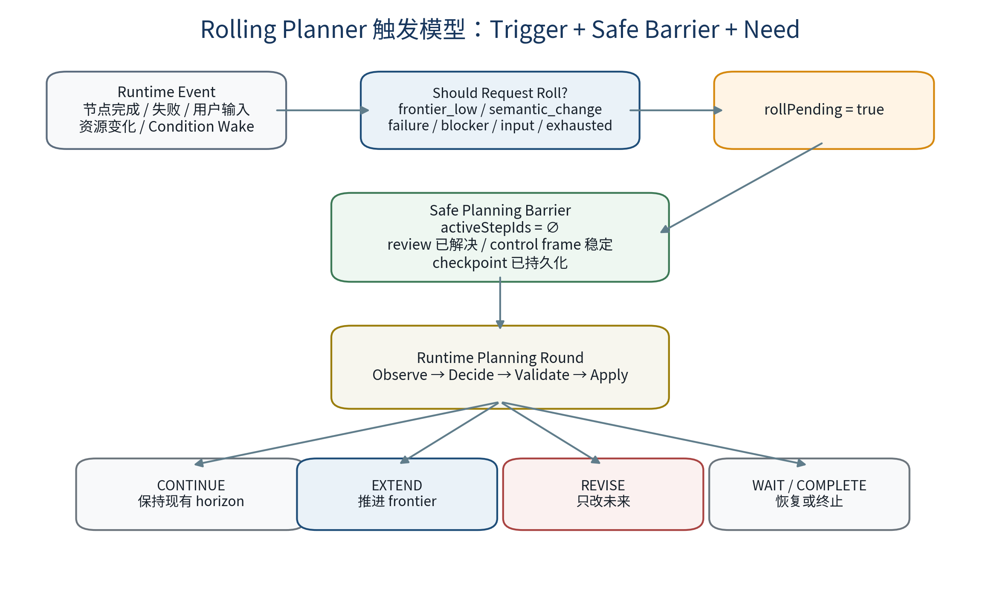 Rolling Planner 触发模型：Trigger + Safe Barrier + Need
Runtime Event
节点完成 / 失败 / 用户输入
资源变化 / Condition Wake
Should Request Roll?
frontier_low / semantic_change
failure / blocker / input / exhausted
rollPending = true
Safe Planning Barrier
activeStepIds = ∅
review 已解决 / control frame 稳定
checkpoint 已持久化
Runtime Planning Round
Observe → Decide → Validate → Apply
CONTINUE
保持现有 horizon
EXTEND
推进 frontier
REVISE
只改未来
WAIT / COMPLETE
恢复或终止